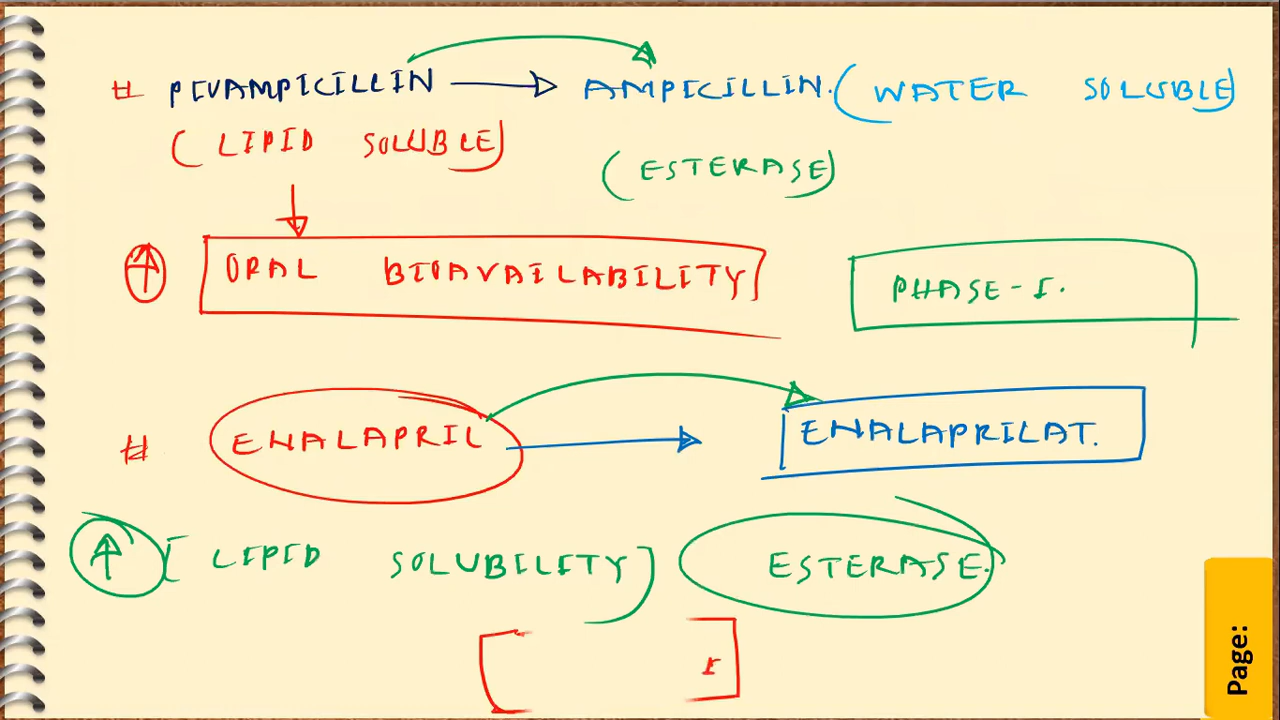 # PIVAMPICILLIN → AMPICILLIN. (WATER SOLUBLE)
(LIPID SOLUBLE)
(ESTERASE)
↑ ORAL BIOAVAILABILITY
PHASE-I.
# ENALAPRIL → ENALAPRILAT.
↑ [LIPID SOLUBILITY] ESTERASE.
[ I ]
Page: